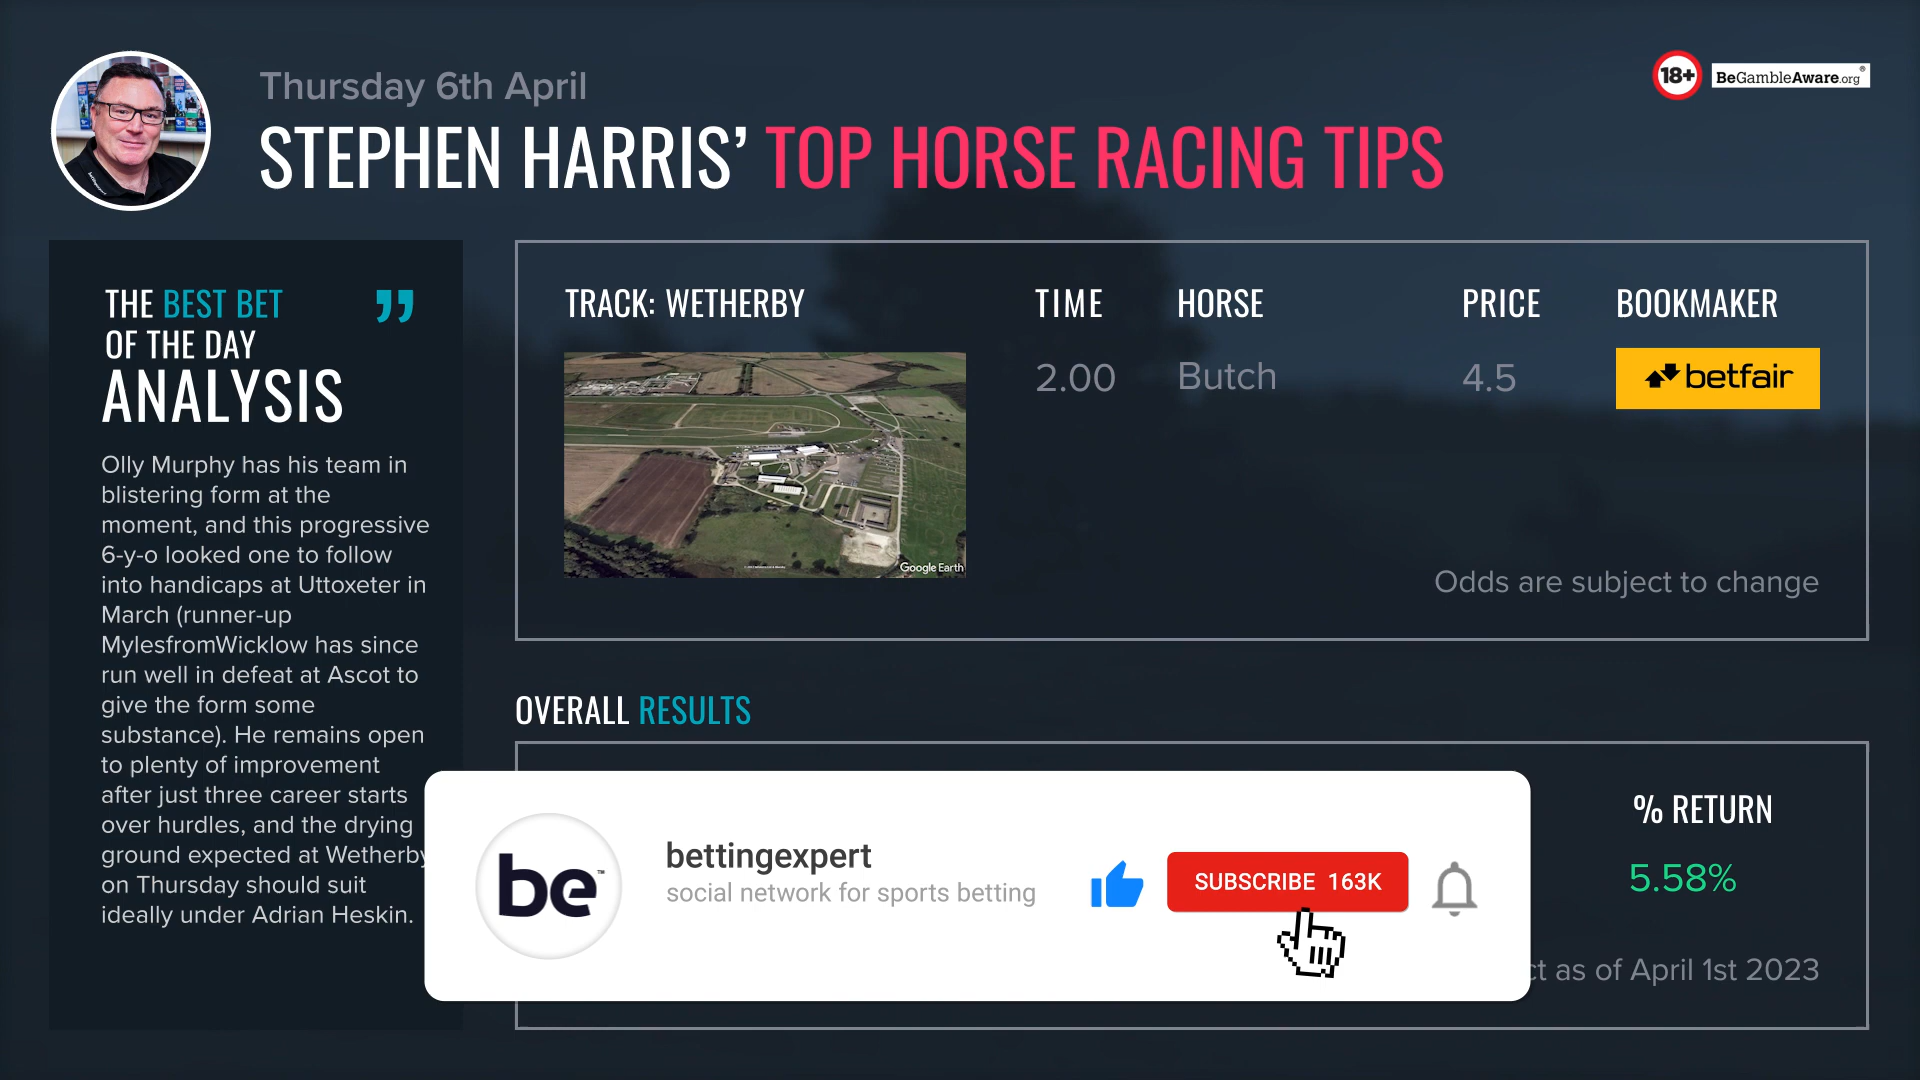 Thursday 6th April
STEPHEN HARRIS’ TOP HORSE RACING TIPS
18+
BeGambleAware.org®
THE BEST BET
OF THE DAY
ANALYSIS
Olly Murphy has his team in
blistering form at the
moment, and this progressive
6-y-o looked one to follow
into handicaps at Uttoxeter in
March (runner-up
MylesfromWicklow has since
run well in defeat at Ascot to
give the form some
substance). He remains open
to plenty of improvement
after just three career starts
over hurdles, and the drying
ground expected at Wetherby
on Thursday should suit
ideally under Adrian Heskin.
TRACK: WETHERBY
TIME HORSE PRICE BOOKMAKER
2.00 Butch 4.5 betfair
Google Earth
Odds are subject to change
OVERALL RESULTS
% RETURN
5.58%
as of April 1st 2023
be™
bettingexpert
social network for sports betting
SUBSCRIBE 163K